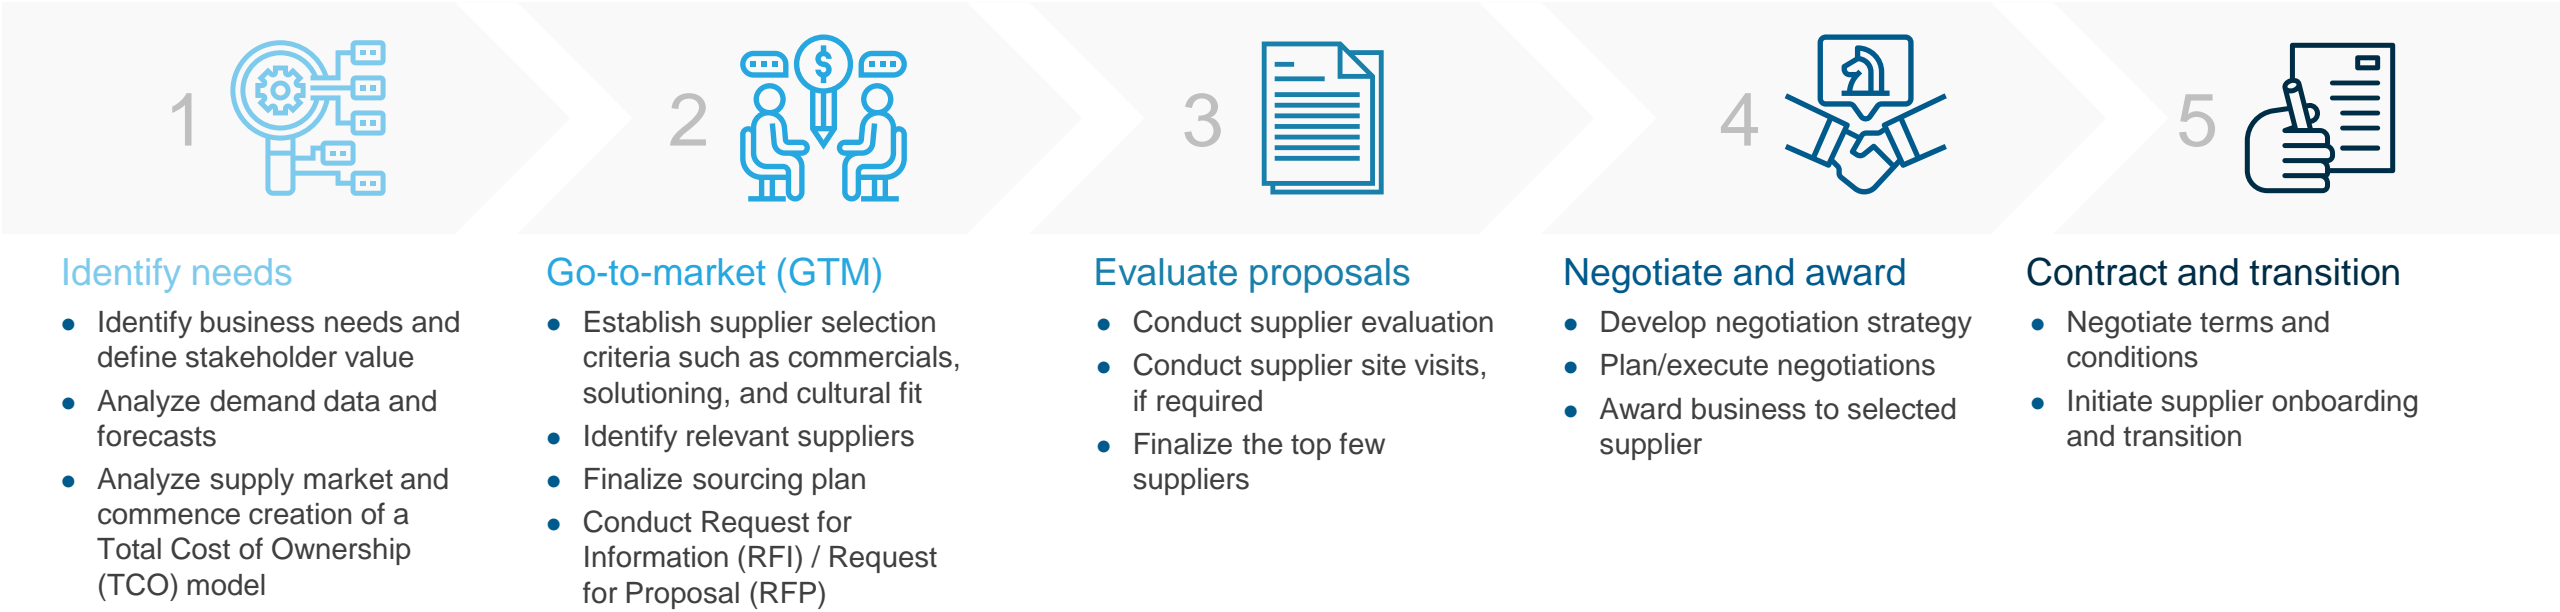 1
2
3
4
5
Identify needs
● Identify business needs and
define stakeholder value
● Analyze demand data and
forecasts
● Analyze supply market and
commence creation of a
Total Cost of Ownership
(TCO) model
Go-to-market (GTM)
● Establish supplier selection
criteria such as commercials,
solutioning, and cultural fit
● Identify relevant suppliers
● Finalize sourcing plan
● Conduct Request for
Information (RFI) / Request
for Proposal (RFP)
Evaluate proposals
● Conduct supplier evaluation
● Conduct supplier site visits,
if required
● Finalize the top few
suppliers
Negotiate and award
● Develop negotiation strategy
● Plan/execute negotiations
● Award business to selected
supplier
Contract and transition
● Negotiate terms and
conditions
● Initiate supplier onboarding
and transition